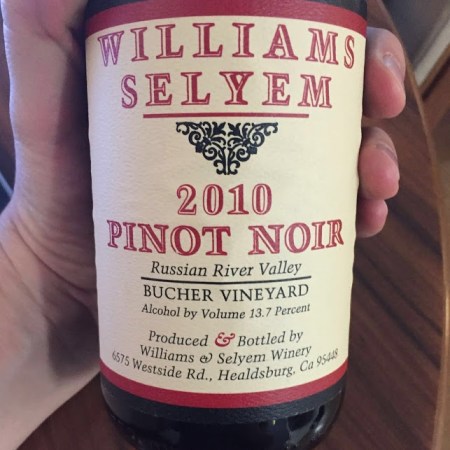 WILLIAMS
SELYEM
2010
PINOT NOIR
Russian River Valley
BUCHER VINEYARD
Alcohol by Volume 13.7 Percent
Produced & Bottled by
Williams & Selyem Winery
6575 Westside Rd., Healdsburg, Ca 95448